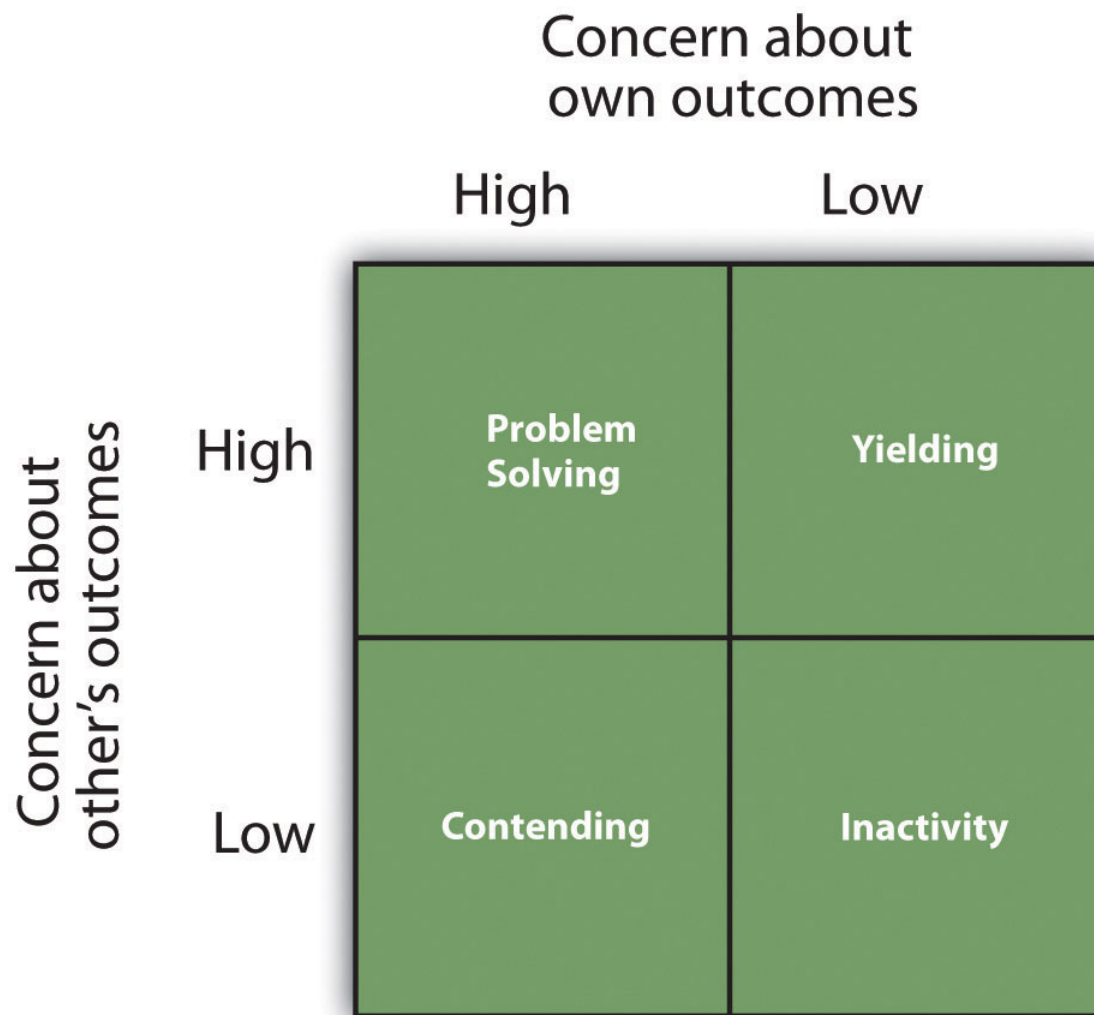 Concern about
own outcomes
High Low
Concern about
other's outcomes
High
Problem
Solving
Yielding
Low
Contending
Inactivity